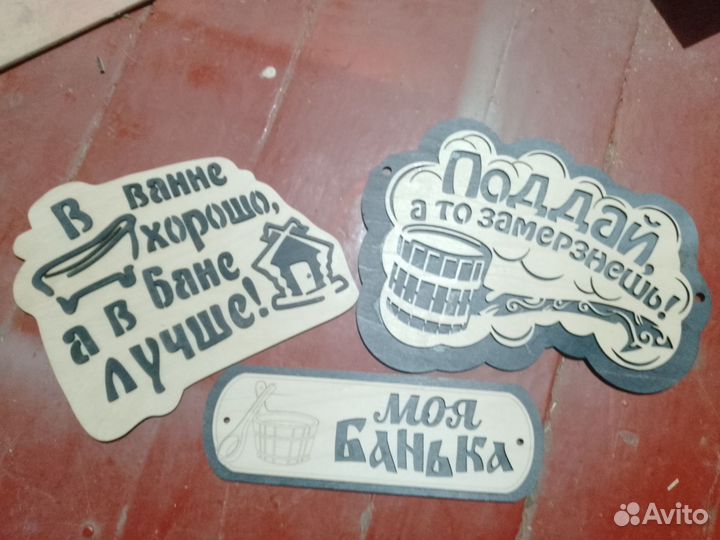 В ванне
хорошо,
а в бане
лучше!
Поддай,
а то замерзнешь!
моя
банька
Avito